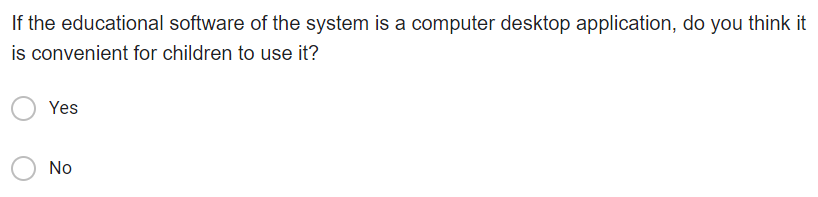 If the educational software of the system is a computer desktop application, do you think it
is convenient for children to use it?
Yes
No